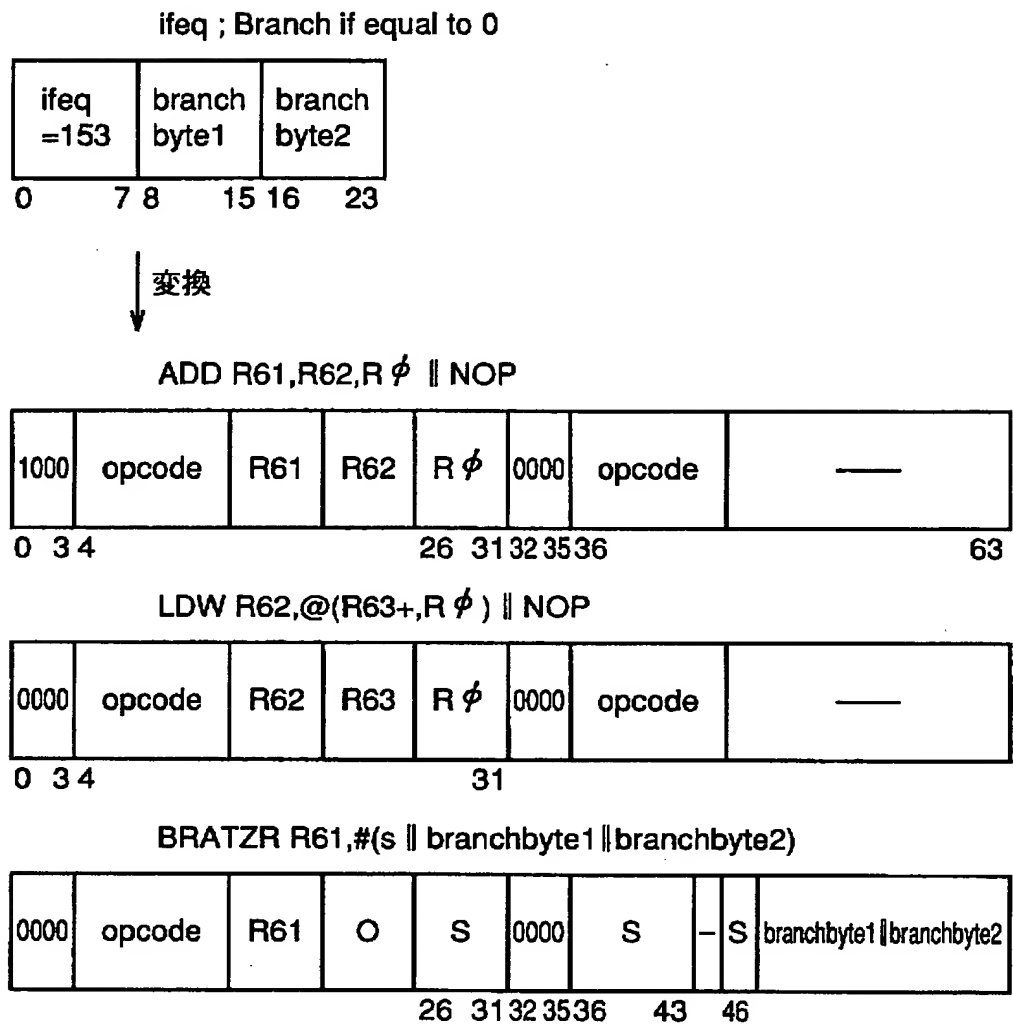 ifeq ; Branch if equal to 0
ifeq branch branch
=153 byte1 byte2
0 7 8 15 16 23
変換
ADD R61,R62,Rϕ ‖ NOP
1000 opcode R61 R62 Rϕ 0000 opcode —
0 3 4 26 31 32 35 36 63
LDW R62,@(R63+,Rϕ) ‖ NOP
0000 opcode R62 R63 Rϕ 0000 opcode —
0 3 4 31
BRATZR R61,#(s ‖ branchbyte1 ‖ branchbyte2)
0000 opcode R61 O S 0000 S – S branchbyte1 ‖ branchbyte2
26 31 32 35 36 43 46